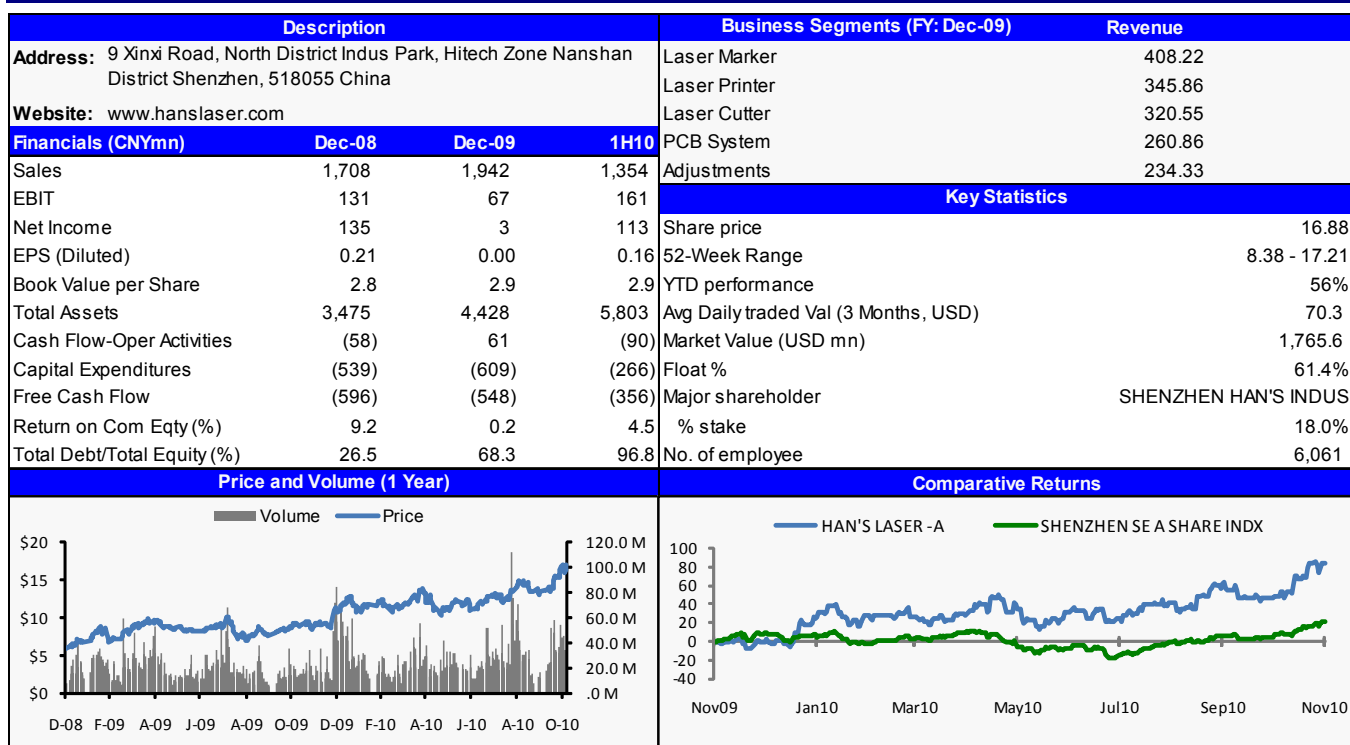 Description
Address: 9 Xinxi Road, North District Indus Park, Hitech Zone Nanshan
District Shenzhen, 518055 China
Website: www.hanslaser.com
Financials (CNYmn) Dec-08 Dec-09 1H10
Sales 1,708 1,942 1,354
EBIT 131 67 161
Net Income 135 3 113
EPS (Diluted) 0.21 0.00 0.16
Book Value per Share 2.8 2.9 2.9
Total Assets 3,475 4,428 5,803
Cash Flow-Oper Activities (58) 61 (90)
Capital Expenditures (539) (609) (266)
Free Cash Flow (596) (548) (356)
Return on Com Eqty (%) 9.2 0.2 4.5
Total Debt/Total Equity (%) 26.5 68.3 96.8
Business Segments (FY: Dec-09) Revenue
Laser Marker 408.22
Laser Printer 345.86
Laser Cutter 320.55
PCB System 260.86
Adjustments 234.33
Key Statistics
Share price 16.88
52-Week Range 8.38 - 17.21
YTD performance 56%
Avg Daily traded Val (3 Months, USD) 70.3
Market Value (USD mn) 1,765.6
Float % 61.4%
Major shareholder SHENZHEN HAN'S INDUS
% stake 18.0%
No. of employee 6,061
Price and Volume (1 Year)
Volume Price
$20 120.0 M
100.0 M
$15
80.0 M
$10 60.0 M
40.0 M
$5
20.0 M
$0 .0 M
D-08 F-09 A-09 J-09 A-09 O-09 D-09 F-10 A-10 J-10 A-10 O-10
Comparative Returns
HAN'S LASER -A SHENZHEN SE A SHARE INDX
100
80
60
40
20
0
-20
-40
Nov09 Jan10 Mar10 May10 Jul10 Sep10 Nov10